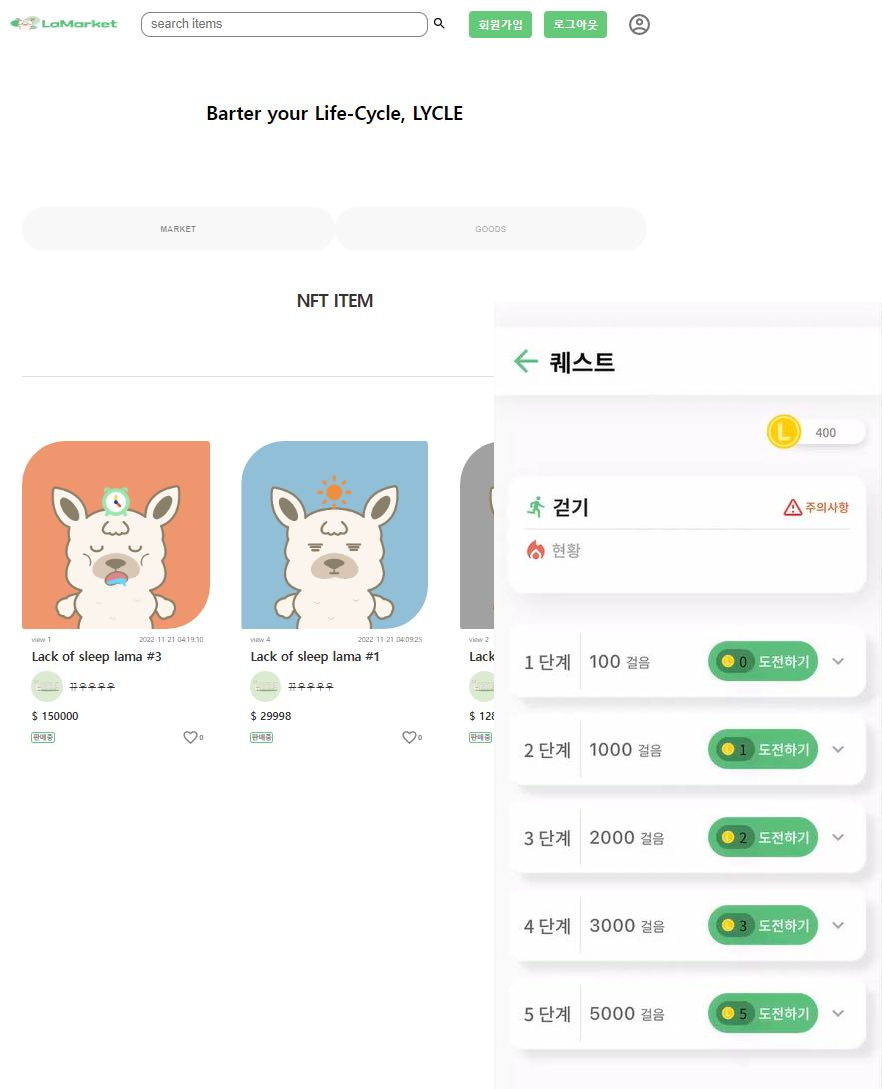 LaMarket
search items
회원가입
로그아웃
Barter your Life-Cycle, LYCLE
MARKET
GOODS
NFT ITEM
view 1
2022-11-21 04:19:10
Lack of sleep lama #3
끄우우우우
$ 150000
판매중
0
view 4
2022-11-21 04:09:25
Lack of sleep lama #1
끄우우우우
$ 29998
판매중
0
view 2
Lack
$ 128
판매중
퀘스트
L
400
걷기
주의사항
현황
1 단계 100 걸음 0 도전하기
2 단계 1000 걸음 1 도전하기
3 단계 2000 걸음 2 도전하기
4 단계 3000 걸음 3 도전하기
5 단계 5000 걸음 5 도전하기